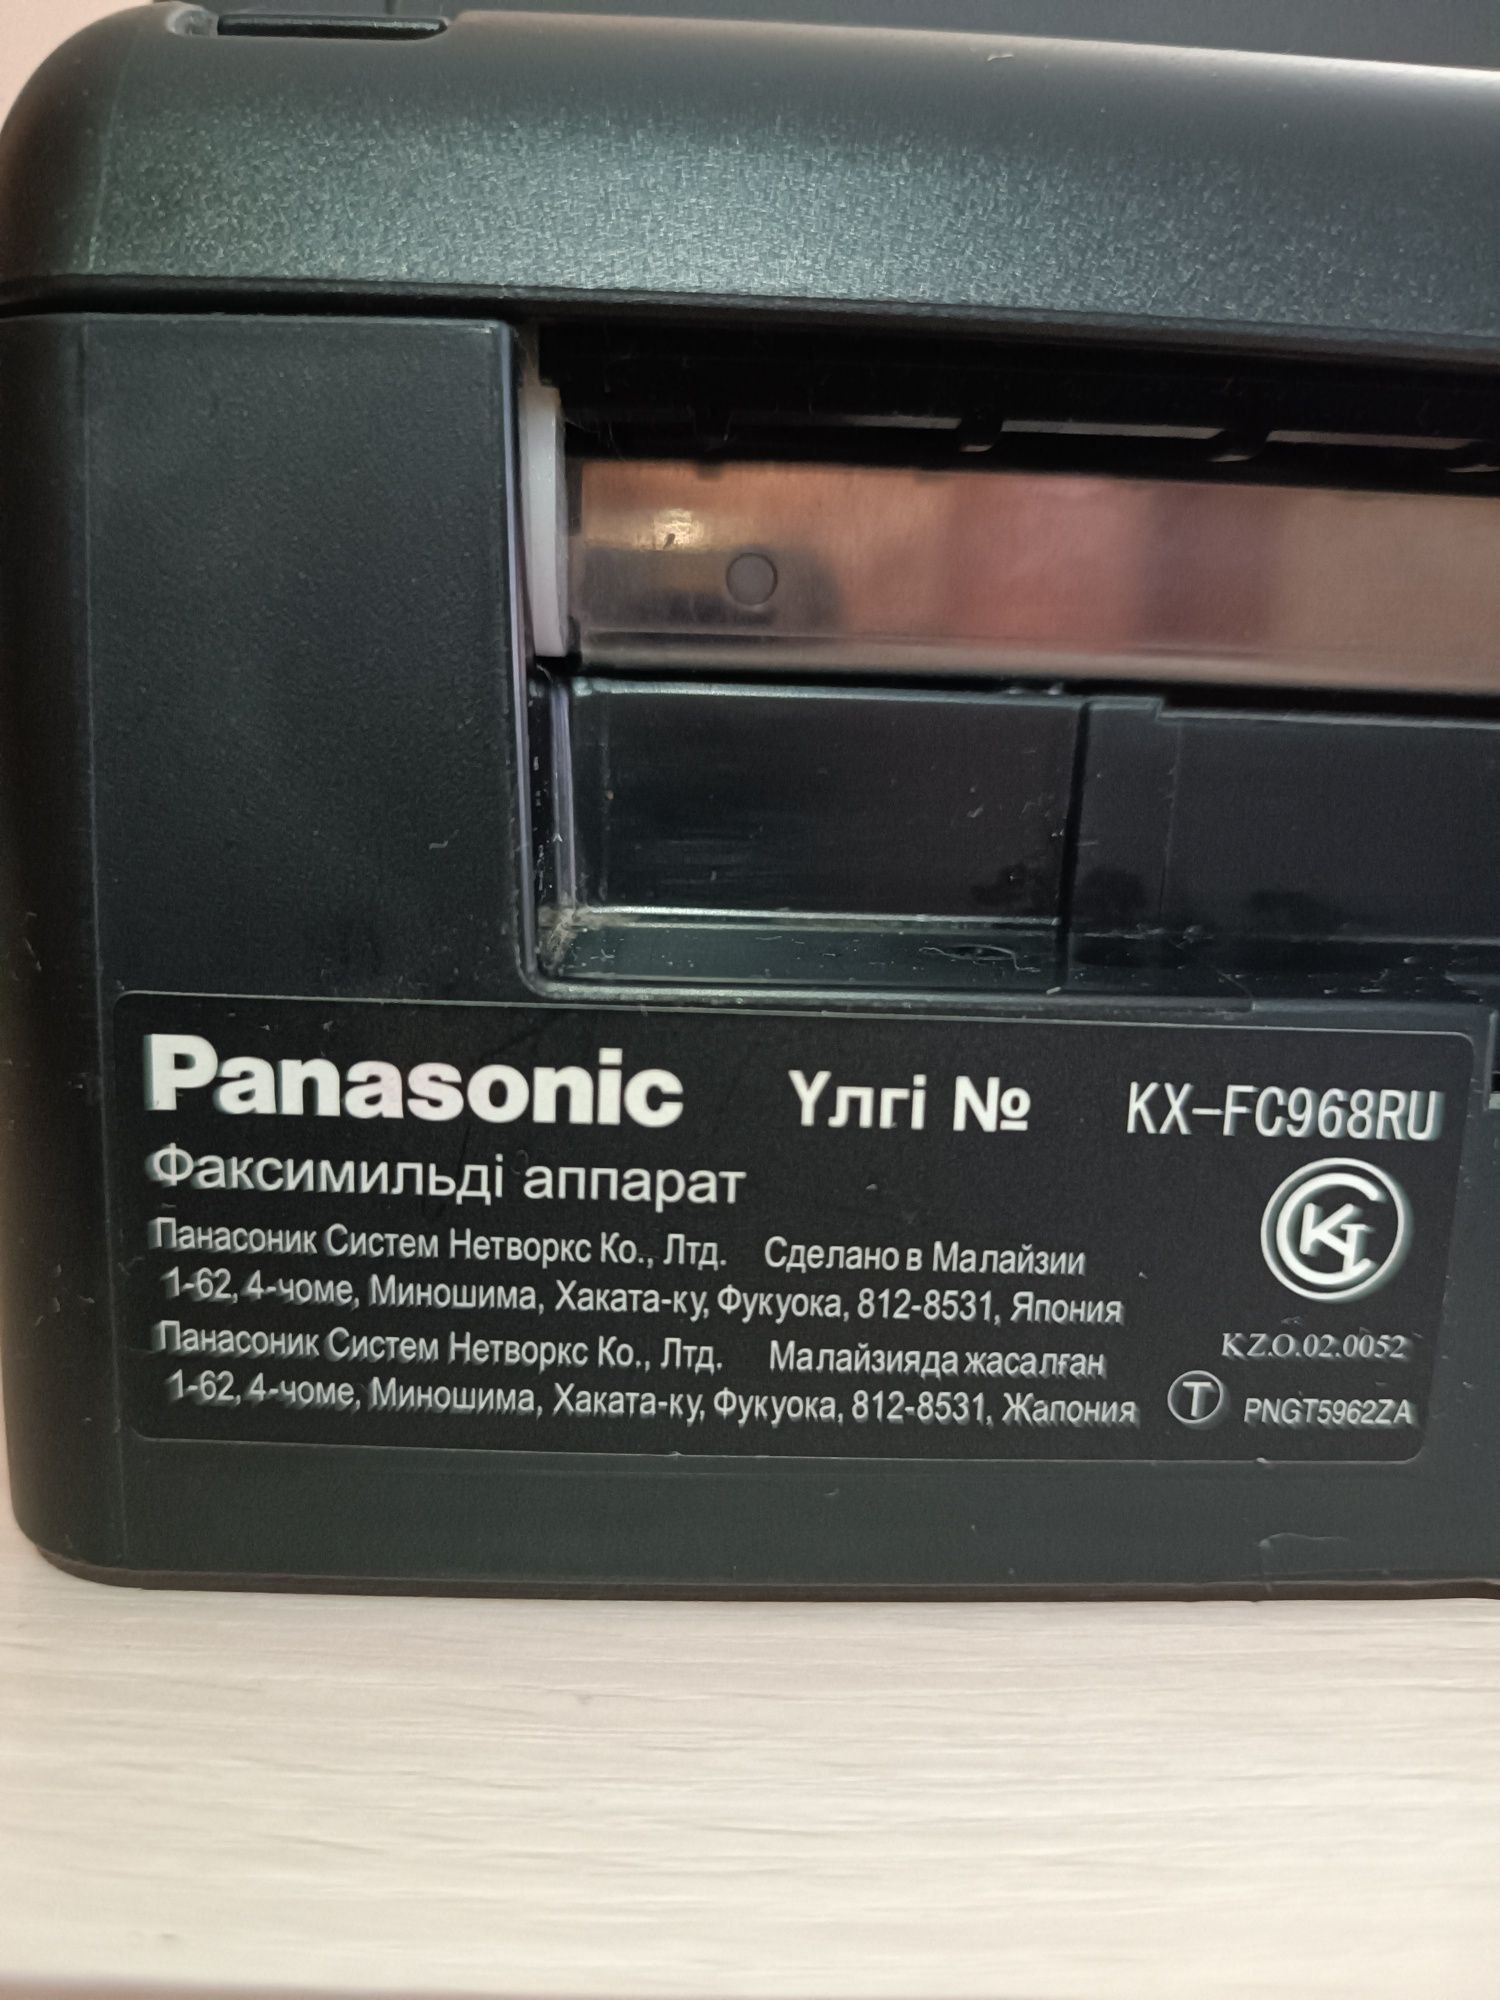 Panasonic Үлгі № KX-FC968RU
Факсимильді аппарат
Панасоник Систем Нетворкс Ко., Лтд. Сделано в Малайзии
1-62, 4-чоме, Миношима, Хаката-ку, Фукуока, 812-8531, Япония
Панасоник Систем Нетворкс Ко., Лтд. Малайзияда жасалған
1-62, 4-чоме, Миношима, Хаката-ку, Фукуока, 812-8531, Жапония
KZ.O.02.0052
T PNGT5962ZA